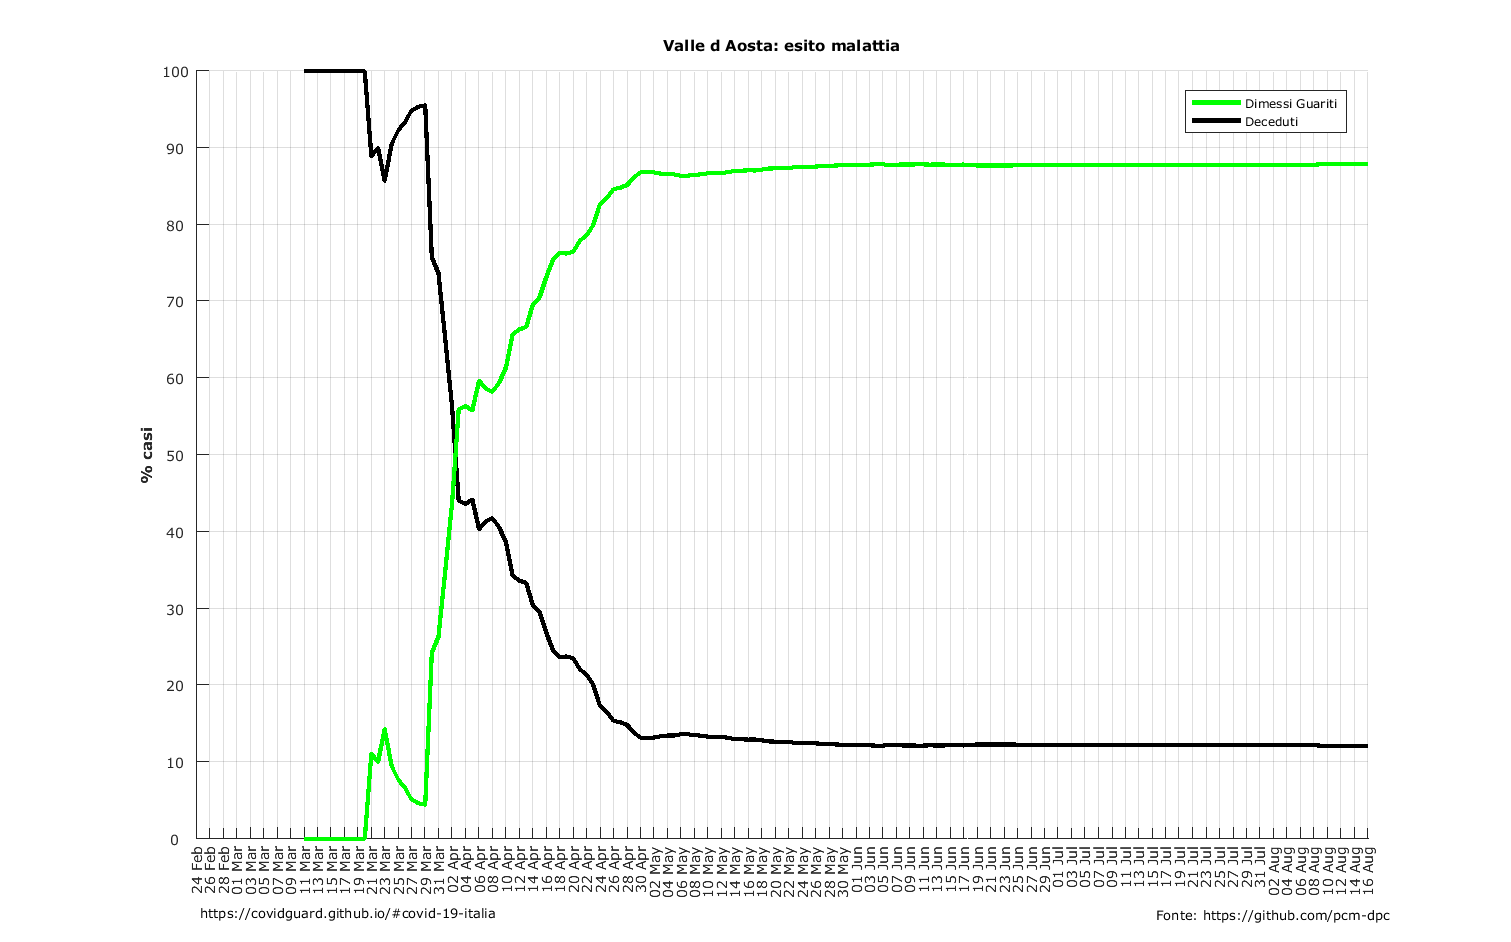 Valle d Aosta: esito malattia
100
90
80
70
60
50
40
30
20
10
0
% casi
Dimessi Guariti
Deceduti
24 Feb
26 Feb
28 Feb
01 Mar
03 Mar
05 Mar
07 Mar
09 Mar
11 Mar
13 Mar
15 Mar
17 Mar
19 Mar
21 Mar
23 Mar
25 Mar
27 Mar
29 Mar
31 Mar
02 Apr
04 Apr
06 Apr
08 Apr
10 Apr
12 Apr
14 Apr
16 Apr
18 Apr
20 Apr
22 Apr
24 Apr
26 Apr
28 Apr
30 Apr
02 May
04 May
06 May
08 May
10 May
12 May
14 May
16 May
18 May
20 May
22 May
24 May
26 May
28 May
30 May
01 Jun
03 Jun
05 Jun
07 Jun
09 Jun
11 Jun
13 Jun
15 Jun
17 Jun
19 Jun
21 Jun
23 Jun
25 Jun
27 Jun
29 Jun
01 Jul
03 Jul
05 Jul
07 Jul
09 Jul
11 Jul
13 Jul
15 Jul
17 Jul
19 Jul
21 Jul
23 Jul
25 Jul
27 Jul
29 Jul
31 Jul
02 Aug
04 Aug
06 Aug
08 Aug
10 Aug
12 Aug
14 Aug
16 Aug
https://covidguard.github.io/#covid-19-italia
Fonte: https://github.com/pcm-dpc